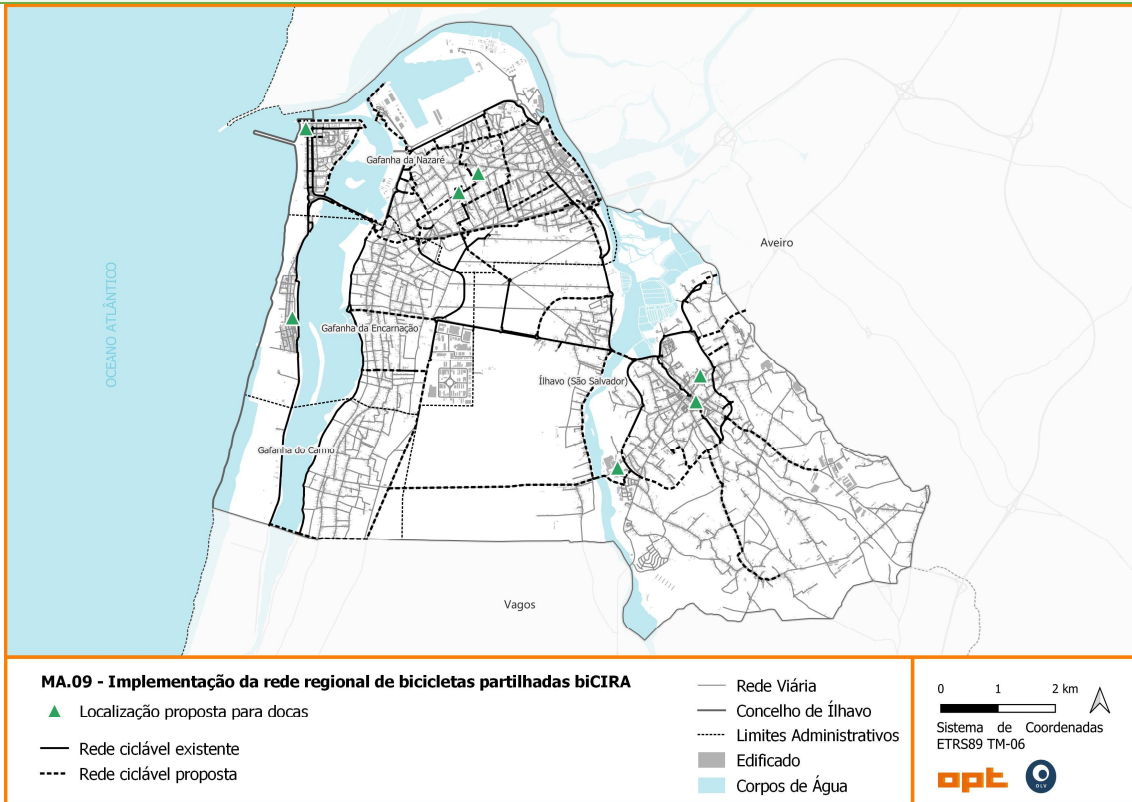 Gafanha da Nazaré
Aveiro
OCEANO ATLÂNTICO
Gafanha da Encarnação
Ílhavo (São Salvador)
Gafanha do Carmo
Vagos
MA.09 - Implementação da rede regional de bicicletas partilhadas biCIRA
Localização proposta para docas
Rede ciclável existente
Rede ciclável proposta
Rede Viária
Concelho de Ílhavo
Limites Administrativos
Edificado
Corpos de Água
0 1 2 km
Sistema de Coordenadas
ETRS89 TM-06
opt
OLV